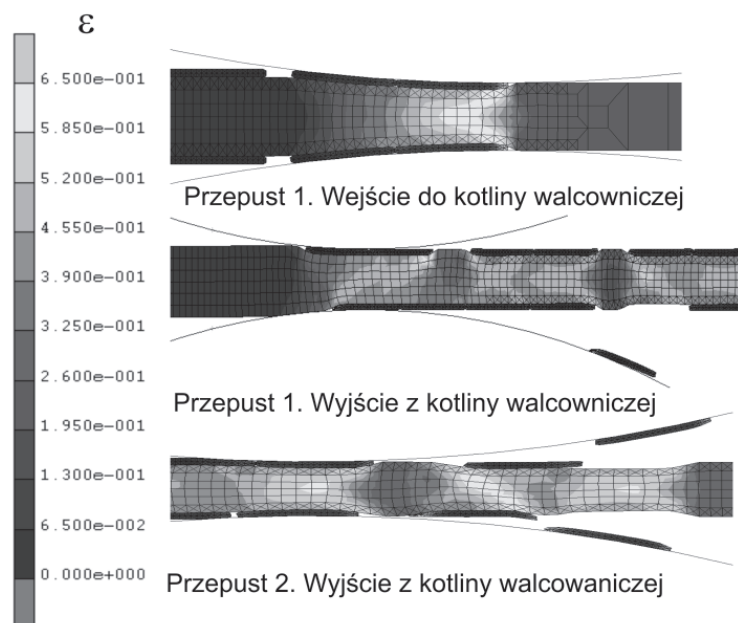 ε
6.500e-001
5.850e-001
5.200e-001
4.550e-001
3.900e-001
3.250e-001
2.600e-001
1.950e-001
1.300e-001
6.500e-002
0.000e+000
Przepust 1. Wejście do kotliny walcowniczej
Przepust 1. Wyjście z kotliny walcowniczej
Przepust 2. Wyjście z kotliny walcowaniczej